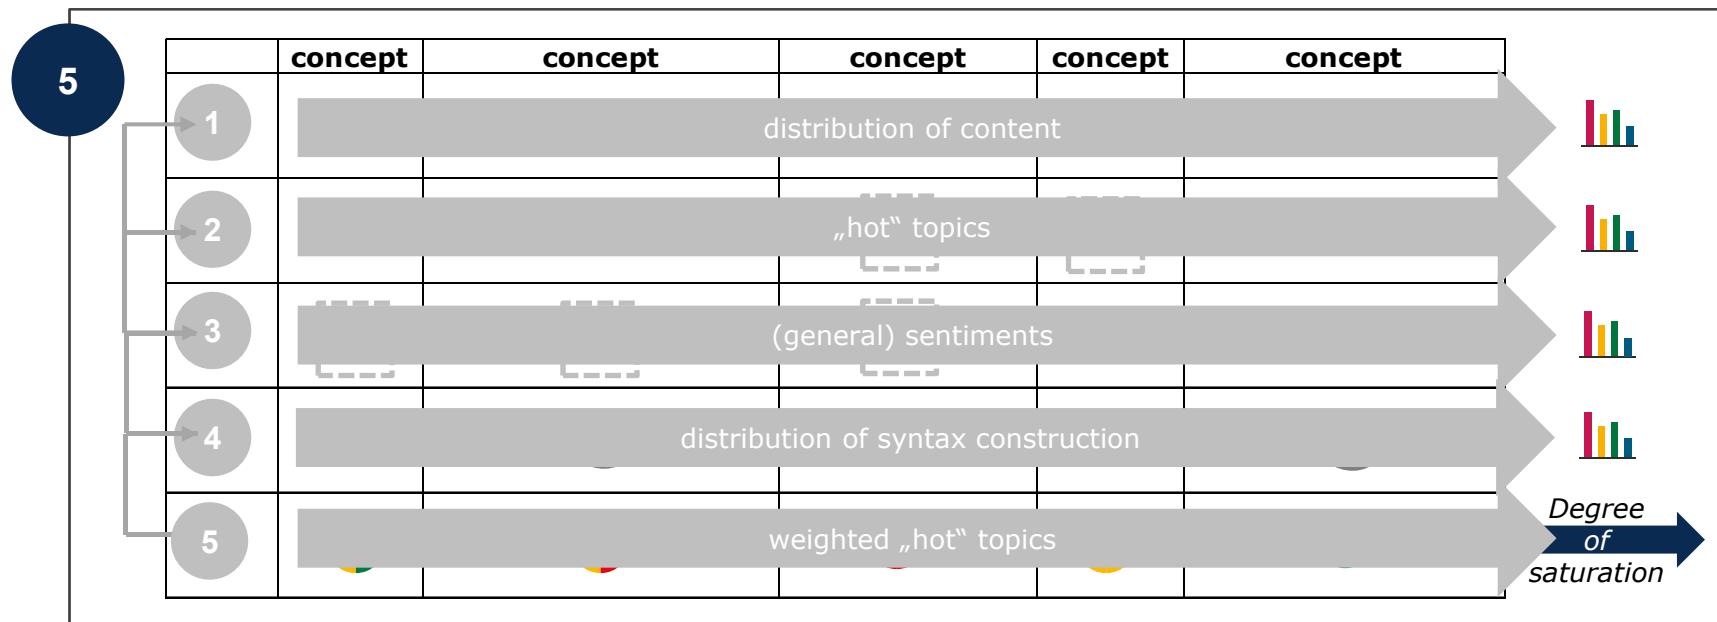 5
concept concept concept concept concept
1 distribution of content
2 „hot“ topics
3 (general) sentiments
4 distribution of syntax construction
5 weighted „hot“ topics
Degree
of
saturation